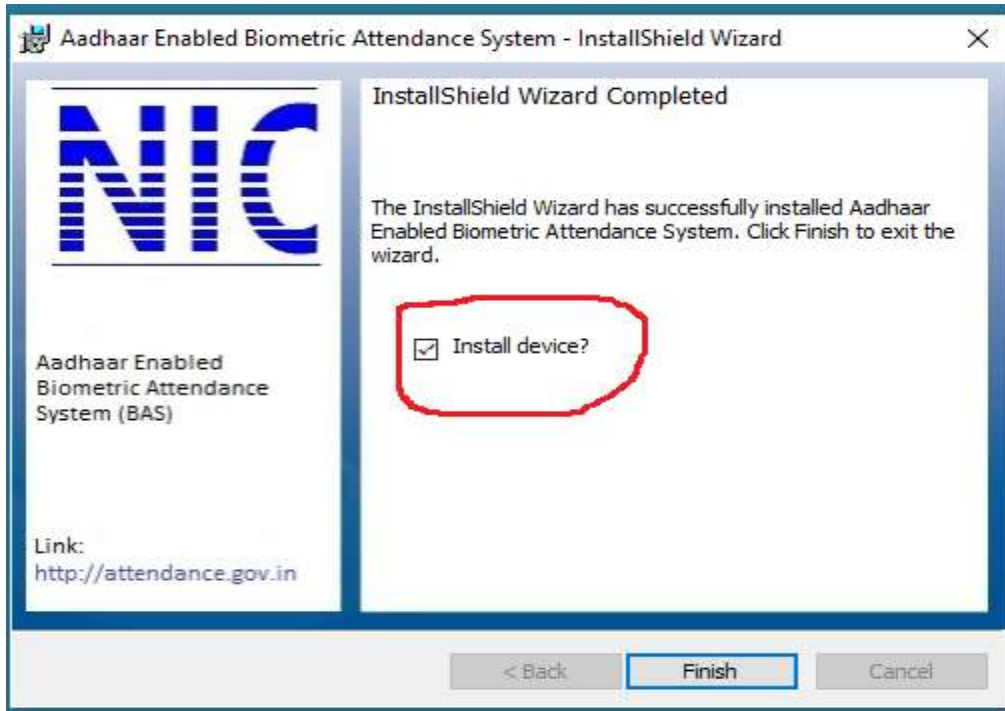 Aadhaar Enabled Biometric Attendance System - InstallShield Wizard
NIC
Aadhaar Enabled
Biometric Attendance
System (BAS)
Link:
http://attendance.gov.in
InstallShield Wizard Completed
The InstallShield Wizard has successfully installed Aadhaar
Enabled Biometric Attendance System. Click Finish to exit the
wizard.
Install device?
< Back
Finish
Cancel